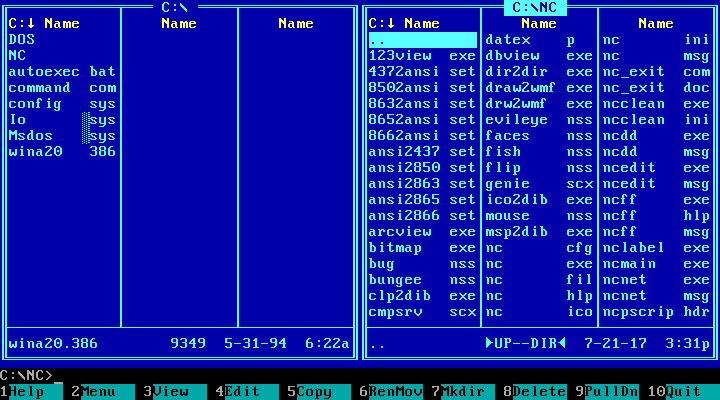 C:\ C:\NC
C:↓ Name Name Name C:↓ Name Name Name
DOS .. datex p nc ini
NC 123view exe dbview exe nc msg
autoexec bat 4372ansi set dir2dir exe nc_exit com
command com 8502ansi set draw2wmf exe nc_exit doc
config sys 8632ansi set drw2wmf exe ncclean exe
Io░sys 8652ansi set evileye nss ncclean ini
Msdos░sys 8662ansi set faces nss ncdd exe
wina20 386 ansi2437 set fish nss ncdd msg
ansi2850 set flip nss ncedit exe
ansi2863 set genie scx ncedit msg
ansi2865 set ico2dib exe ncff exe
ansi2866 set mouse nss ncff hlp
arcview exe msp2dib exe ncff msg
bitmap exe nc cfg nclabel exe
bug nss nc exe ncmain exe
bungee nss nc fil ncnet exe
clp2dib exe nc hlp ncnet msg
cmpsrv scx nc ico ncpscrip hdr
wina20.386 9349 5-31-94 6:22a .. ►UP--DIR◄ 7-21-17 3:31p
C:\NC>_
1Help 2Menu 3View 4Edit 5Copy 6RenMov 7Mkdir 8Delete 9PullDn 10Quit